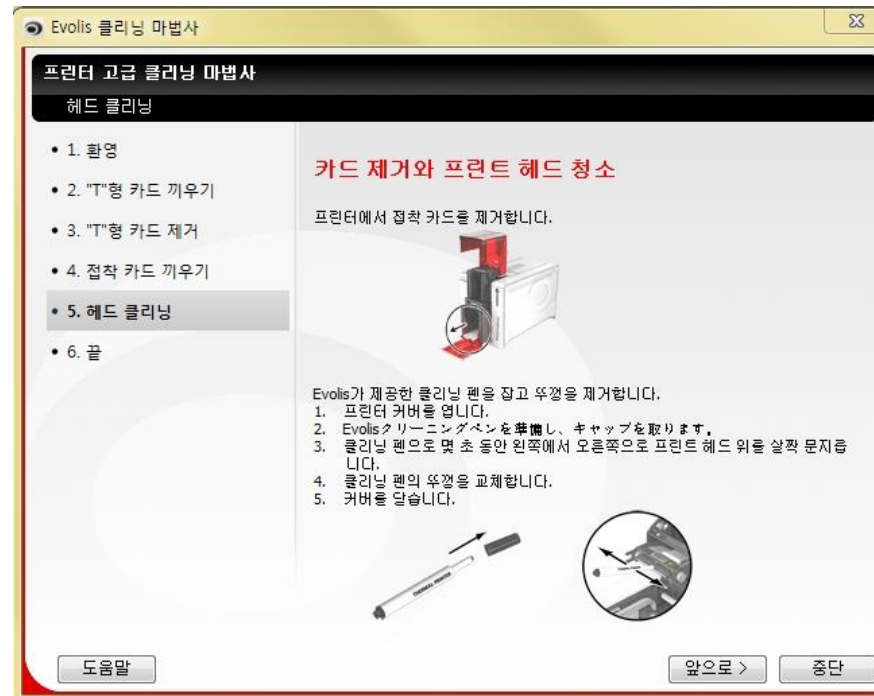 Evolis 클리닝 마법사
프린터 고급 클리닝 마법사
헤드 클리닝
• 1. 환영
• 2. "T"형 카드 끼우기
• 3. "T"형 카드 제거
• 4. 접착 카드 끼우기
• 5. 헤드 클리닝
• 6. 끝
카드 제거와 프린트 헤드 청소
프린터에서 접착 카드를 제거합니다.
Evolis가 제공한 클리닝 펜을 잡고 뚜껑을 제거합니다.
1. 프린터 커버를 엽니다.
2. Evolisクリーニングペンを準備し、キャップを取ります。
3. 클리닝 펜으로 몇 초 동안 왼쪽에서 오른쪽으로 프린트 헤드 위를 살짝 문지릅
니다.
4. 클리닝 펜의 뚜껑을 교체합니다.
5. 커버를 닫습니다.
THERMAL PRINTER
도움말
앞으로 >
중단